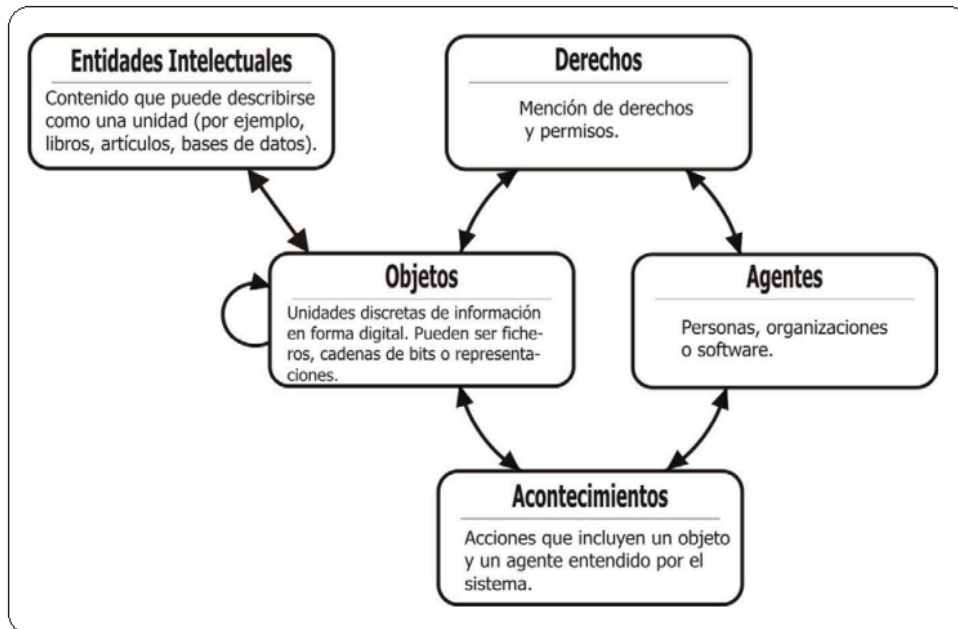 Entidades Intelectuales
Contenido que puede describirse
como una unidad (por ejemplo,
libros, artículos, bases de datos).
Derechos
Mención de derechos
y permisos.
Objetos
Unidades discretas de información
en forma digital. Pueden ser fiche-
ros, cadenas de bits o representa-
ciones.
Agentes
Personas, organizaciones
o software.
Acontecimientos
Acciones que incluyen un objeto
y un agente entendido por el
sistema.